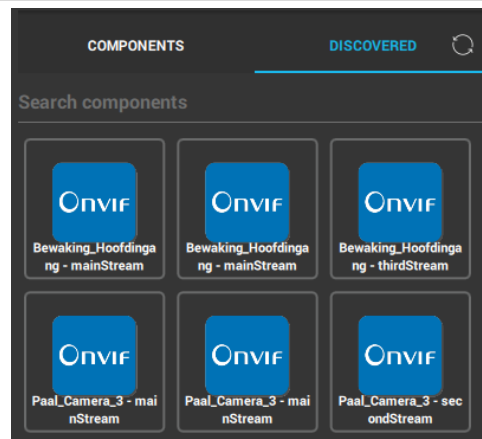 COMPONENTS DISCOVERED
Search components
ONVIF ONVIF ONVIF
Bewaking_Hoofdinga Bewaking_Hoofdinga Bewaking_Hoofdinga
ng - mainStream ng - mainStream ng - thirdStream
ONVIF ONVIF ONVIF
Paal_Camera_3 - mai Paal_Camera_3 - mai Paal_Camera_3 - sec
nStream nStream ondStream